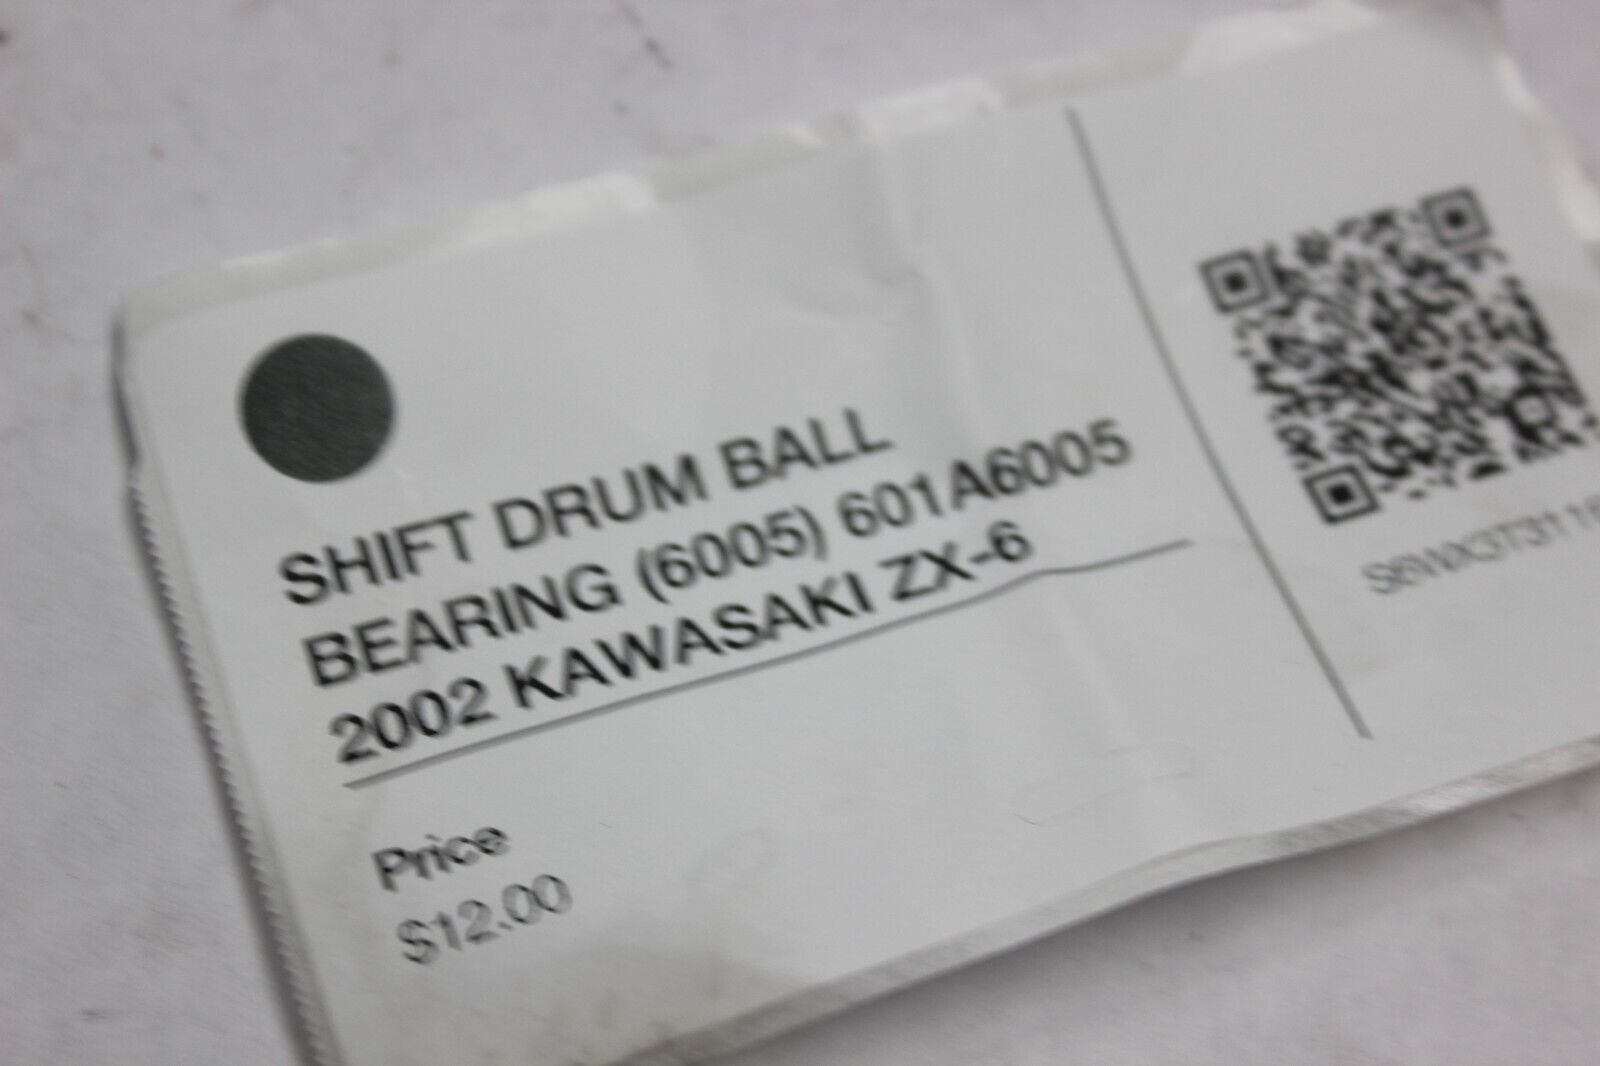 SHIFT DRUM BALL
BEARING (6005) 601A6005
2002 KAWASAKI ZX-6
Price
$12.00